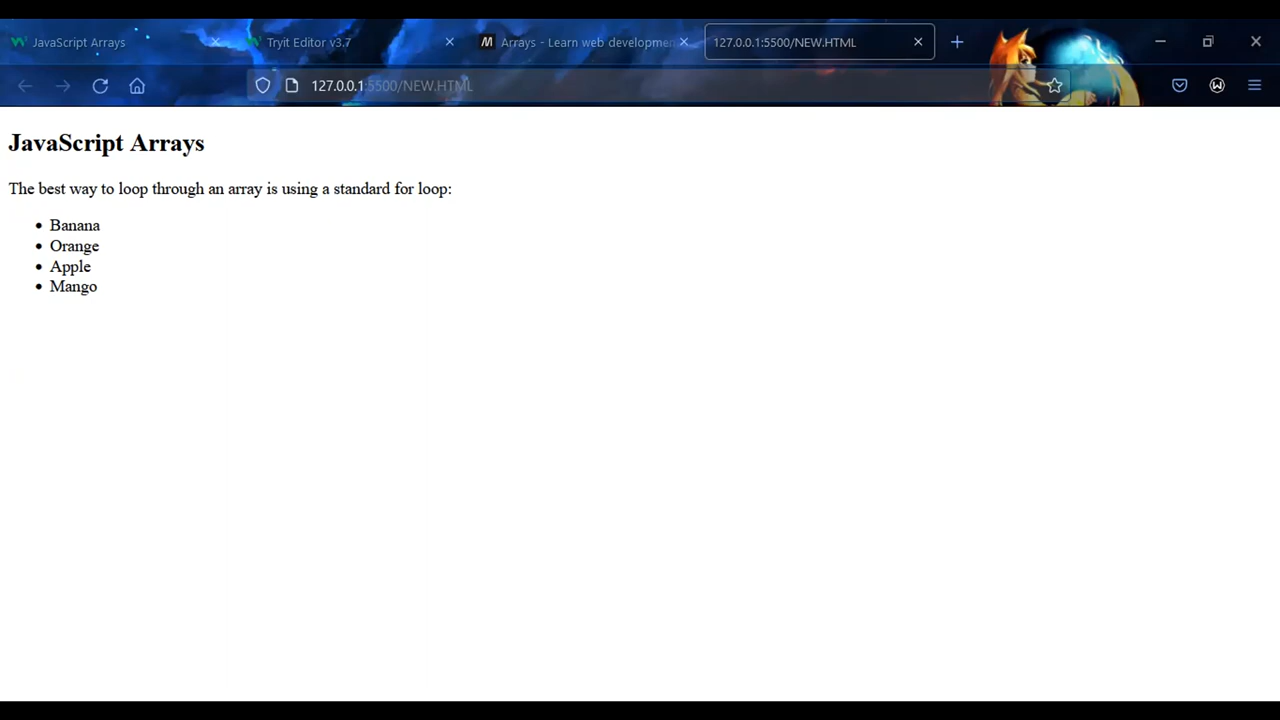 JavaScript Arrays
Tryit Editor v3.7
Arrays - Learn web developmen
127.0.0.1:5500/NEW.HTML
127.0.0.1:5500/NEW.HTML
JavaScript Arrays
The best way to loop through an array is using a standard for loop:
• Banana
• Orange
• Apple
• Mango